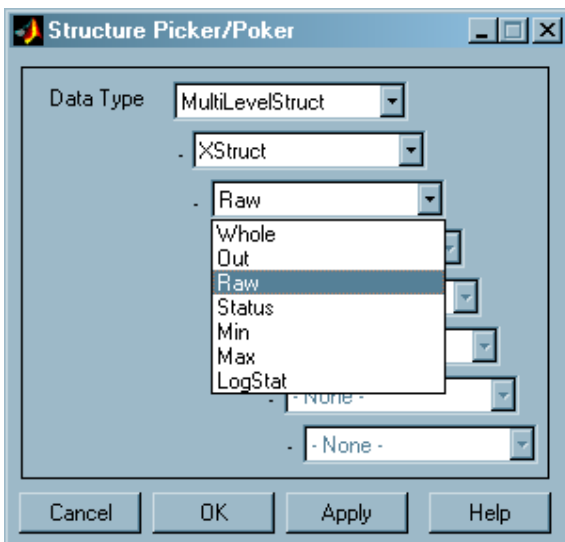 Structure Picker/Poker
Data Type MultiLevelStruct
. XStruct
. Raw
Whole
Out
Raw
Status
Min
Max
LogStat
. - None -
. - None -
Cancel OK Apply Help